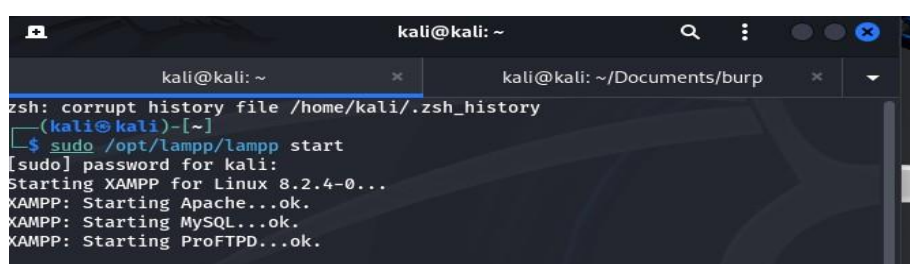 kali@kali: ~
kali@kali: ~
kali@kali: ~/Documents/burp
zsh: corrupt history file /home/kali/.zsh_history
(kali㉿kali)-[~]
$ sudo /opt/lampp/lampp start
[sudo] password for kali:
Starting XAMPP for Linux 8.2.4-0...
XAMPP: Starting Apache...ok.
XAMPP: Starting MySQL...ok.
XAMPP: Starting ProFTPD...ok.